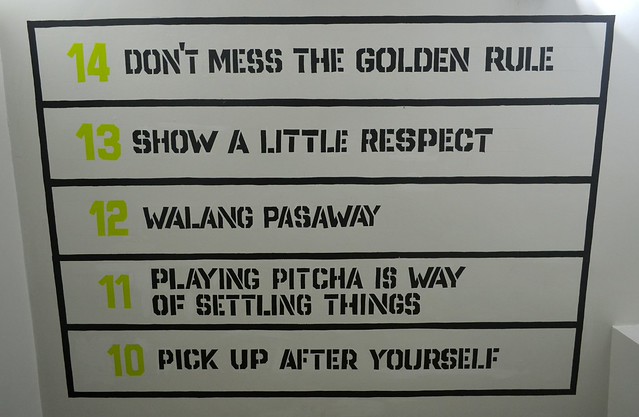 14 DON'T MESS THE GOLDEN RULE
13 SHOW A LITTLE RESPECT
12 WALANG PASAWAY
11 PLAYING PITCHA IS WAY
OF SETTLING THINGS
10 PICK UP AFTER YOURSELF